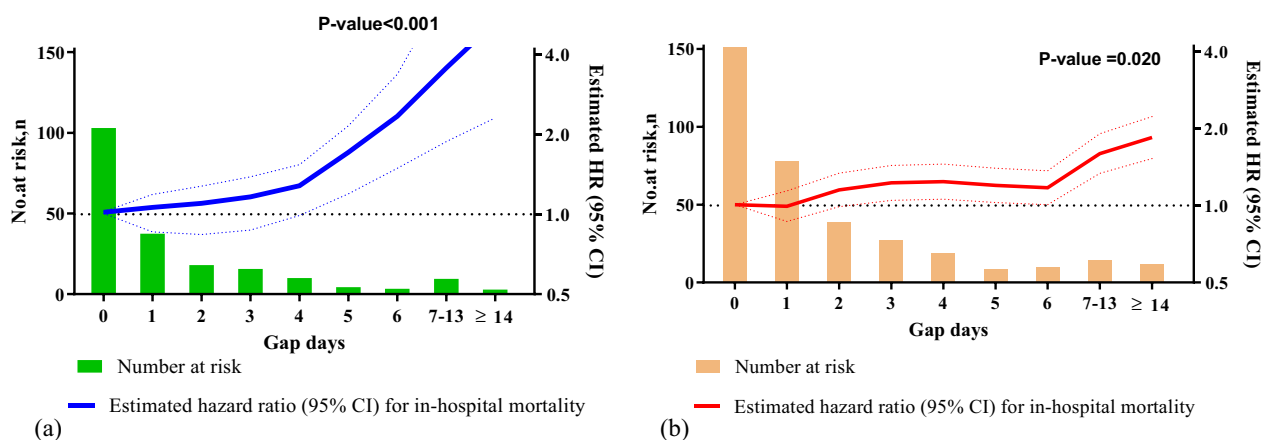 P-value<0.001
No.at risk,n
150
100
50
0
4.0
2.0
1.0
0.5
Estimated HR (95% CI)
0 1 2 3 4 5 6 7-13 ≥ 14
Gap days
Number at risk
Estimated hazard ratio (95% CI) for in-hospital mortality
(a)
P-value =0.020
No.at risk,n
150
100
50
0
4.0
2.0
1.0
0.5
Estimated HR (95% CI)
0 1 2 3 4 5 6 7-13 ≥ 14
Gap days
Number at risk
Estimated hazard ratio (95% CI) for in-hospital mortality
(b)